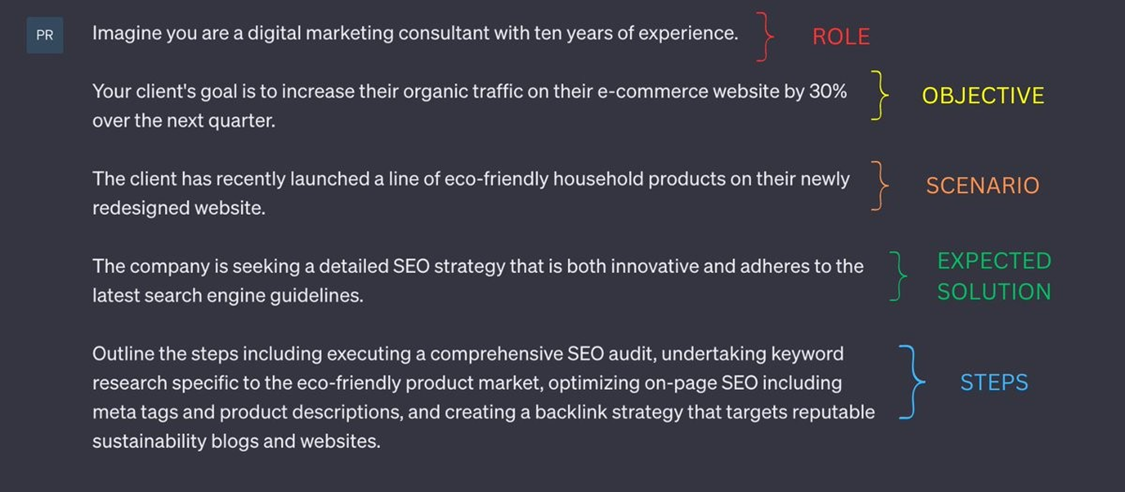 PR
Imagine you are a digital marketing consultant with ten years of experience.
ROLE
Your client's goal is to increase their organic traffic on their e-commerce website by 30%
over the next quarter.
OBJECTIVE
The client has recently launched a line of eco-friendly household products on their newly
redesigned website.
SCENARIO
The company is seeking a detailed SEO strategy that is both innovative and adheres to the
latest search engine guidelines.
EXPECTED
SOLUTION
Outline the steps including executing a comprehensive SEO audit, undertaking keyword
research specific to the eco-friendly product market, optimizing on-page SEO including
meta tags and product descriptions, and creating a backlink strategy that targets reputable
sustainability blogs and websites.
STEPS